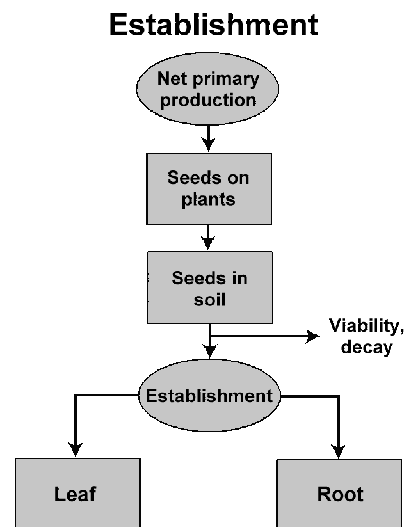 Establishment
Net primary
production
Seeds on
plants
Seeds in
soil
Viability,
decay
Establishment
Leaf
Root